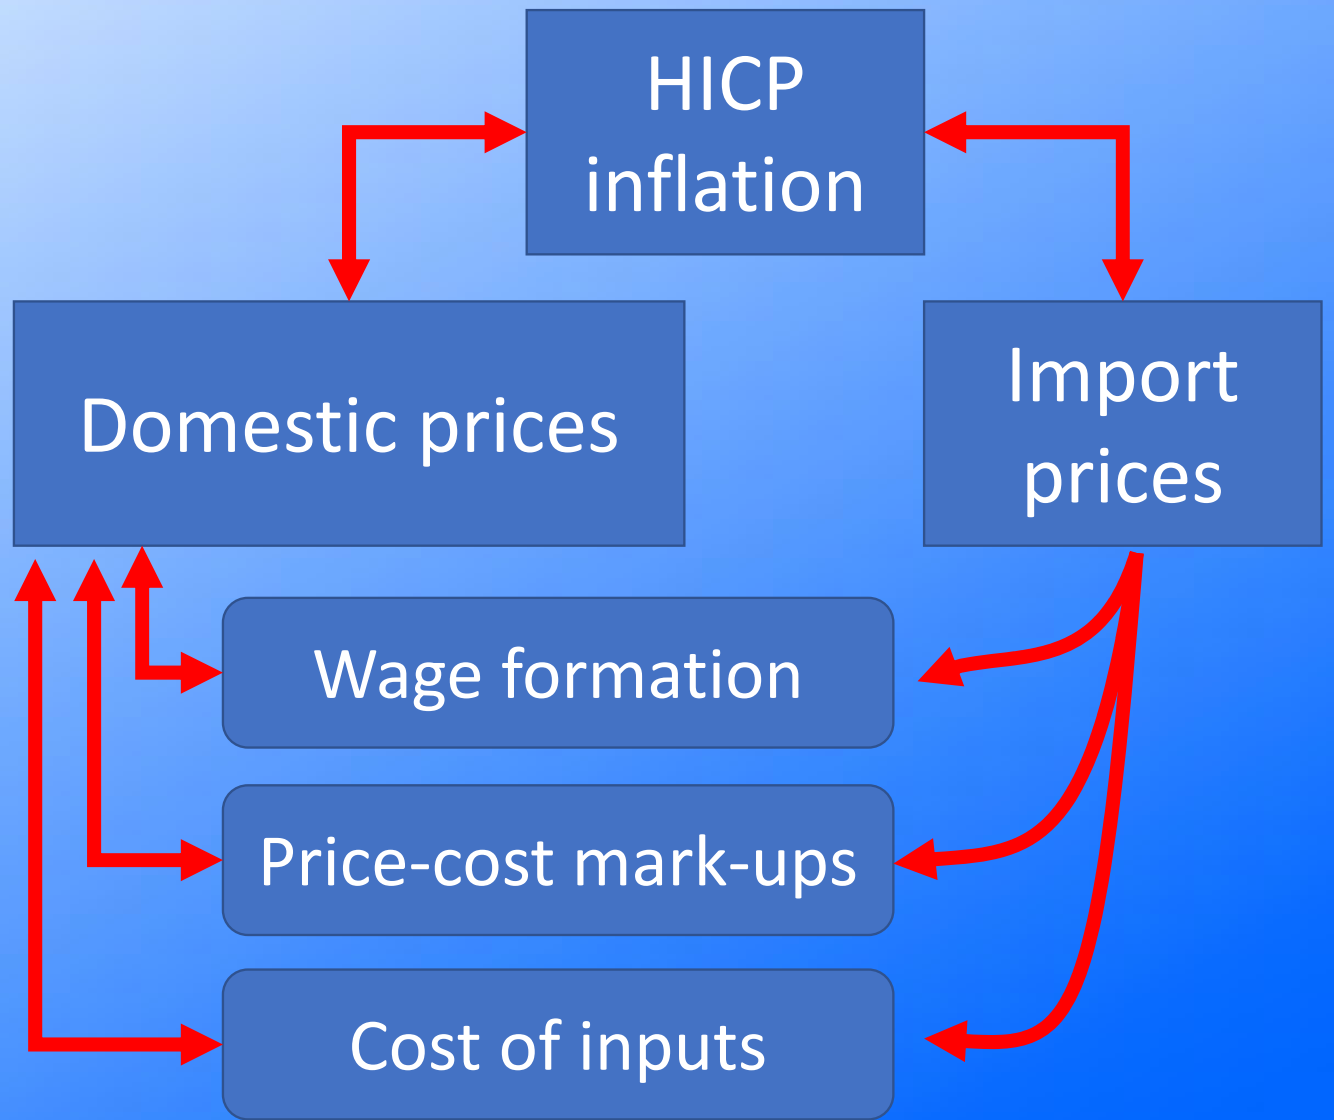 HICP
inflation
Domestic prices
Import
prices
Wage formation
Price-cost mark-ups
Cost of inputs